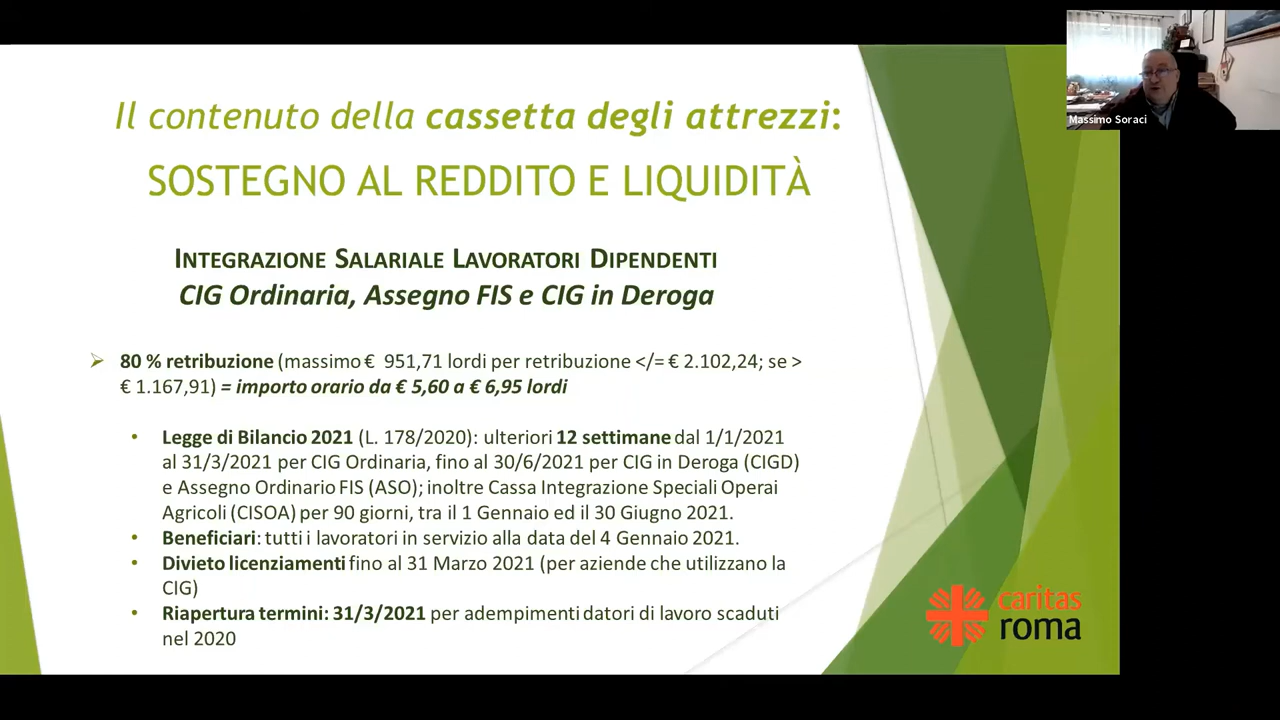 Il contenuto della cassetta degli attrezzi:
SOSTEGNO AL REDDITO E LIQUIDITÀ
INTEGRAZIONE SALARIALE LAVORATORI DIPENDENTI
CIG Ordinaria, Assegno FIS e CIG in Deroga
80 % retribuzione (massimo € 951,71 lordi per retribuzione </= € 2.102,24; se >
€ 1.167,91) = importo orario da € 5,60 a € 6,95 lordi
Legge di Bilancio 2021 (L. 178/2020): ulteriori 12 settimane dal 1/1/2021
al 31/3/2021 per CIG Ordinaria, fino al 30/6/2021 per CIG in Deroga (CIGD)
e Assegno Ordinario FIS (ASO); inoltre Cassa Integrazione Speciali Operai
Agricoli (CISOA) per 90 giorni, tra il 1 Gennaio ed il 30 Giugno 2021.
Beneficiari: tutti i lavoratori in servizio alla data del 4 Gennaio 2021.
Divieto licenziamenti fino al 31 Marzo 2021 (per aziende che utilizzano la
CIG)
Riapertura termini: 31/3/2021 per adempimenti datori di lavoro scaduti
nel 2020
caritas
roma
Massimo Soraci